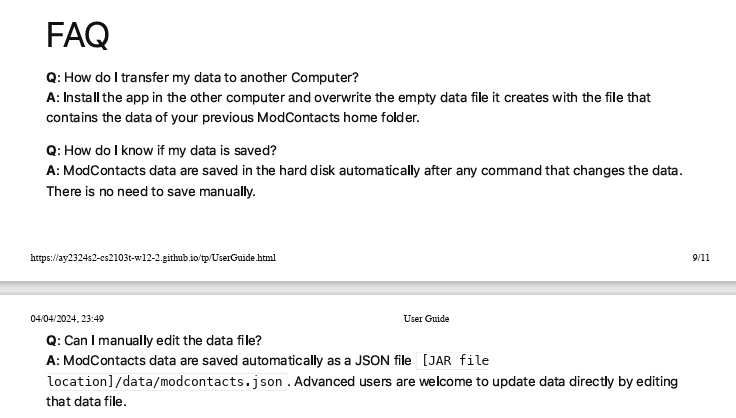 FAQ
Q: How do I transfer my data to another Computer?
A: Install the app in the other computer and overwrite the empty data file it creates with the file that
contains the data of your previous ModContacts home folder.
Q: How do I know if my data is saved?
A: ModContacts data are saved in the hard disk automatically after any command that changes the data.
There is no need to save manually.
https://ay2324s2-cs2103t-w12-2.github.io/tp/UserGuide.html 9/11
04/04/2024, 23:49 User Guide
Q: Can I manually edit the data file?
A: ModContacts data are saved automatically as a JSON file [JAR file
location]/data/modcontacts.json . Advanced users are welcome to update data directly by editing
that data file.